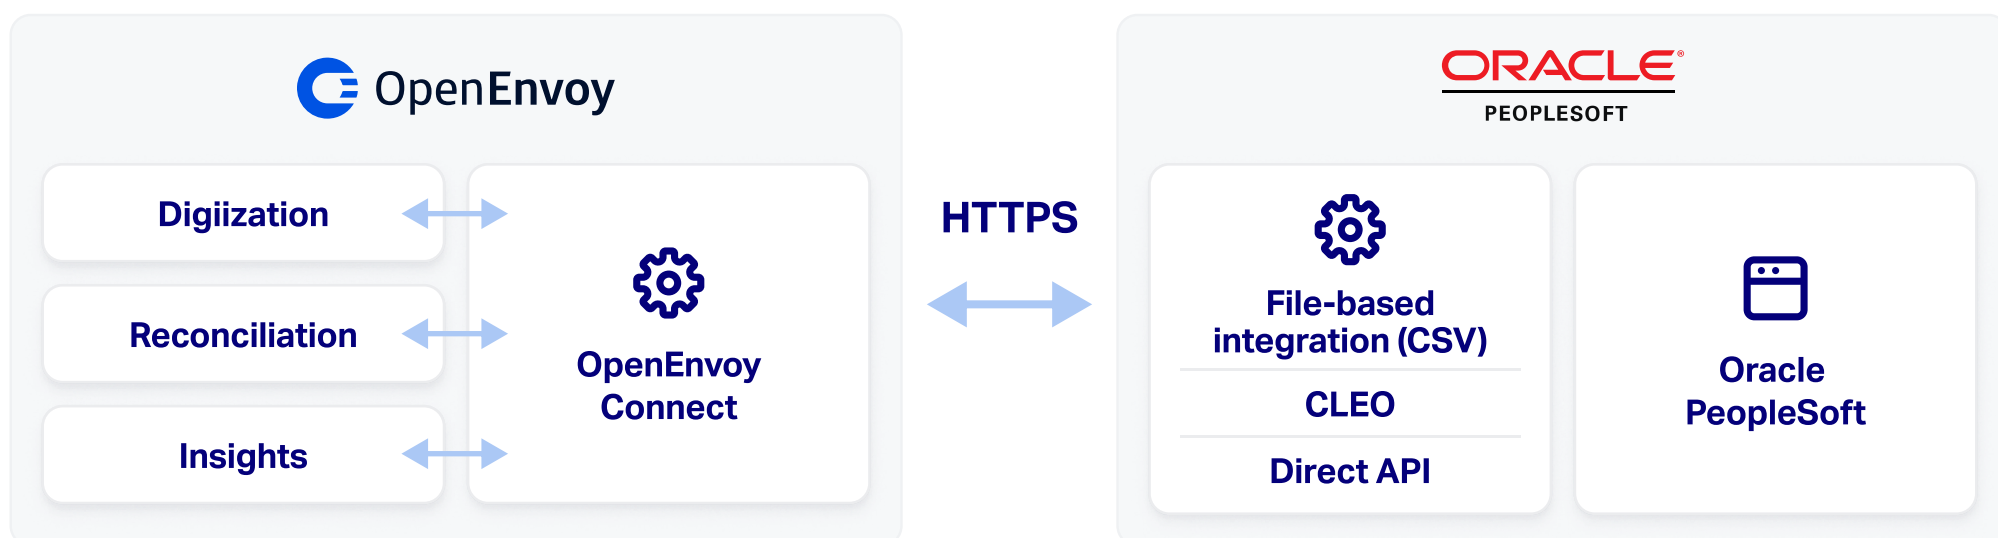 OpenEnvoy
Digiization
Reconciliation
Insights
OpenEnvoy
Connect
HTTPS
ORACLE®
PEOPLESOFT
File-based
integration (CSV)
CLEO
Direct API
Oracle
PeopleSoft